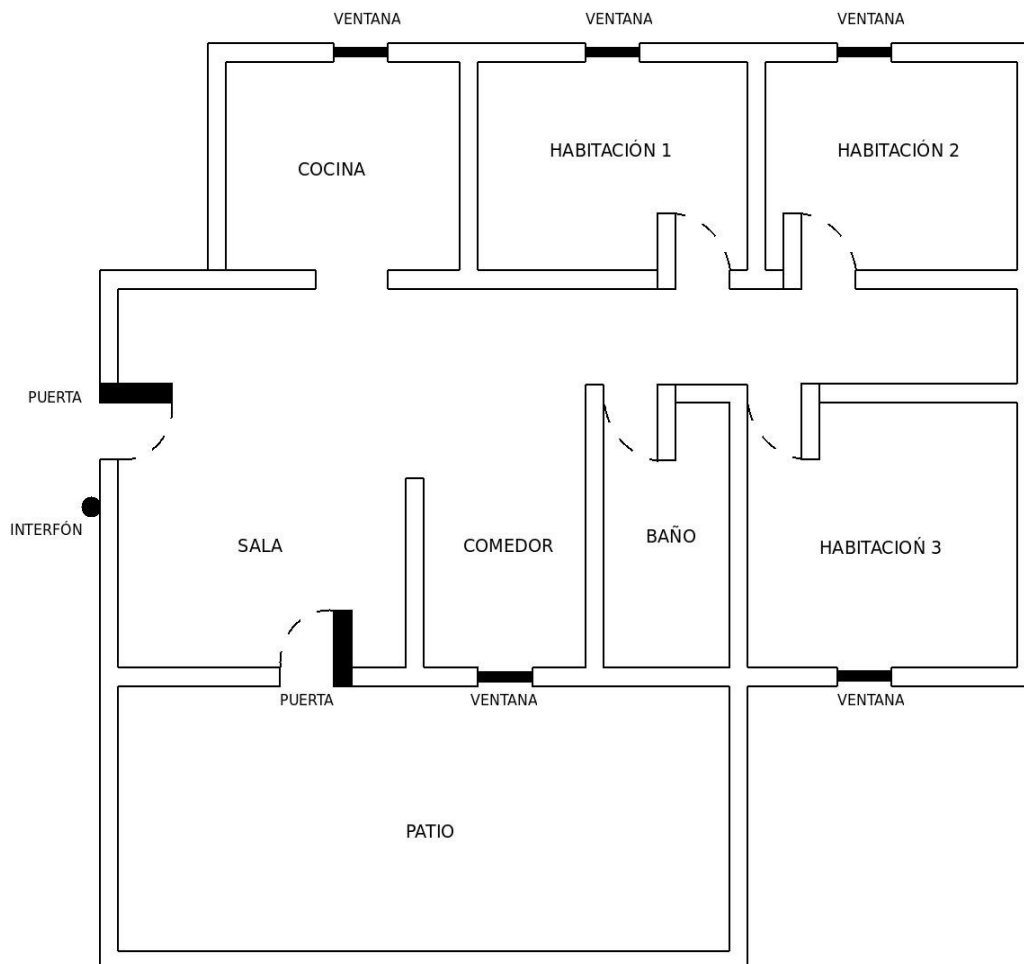 VENTANA
VENTANA
VENTANA
COCINA
HABITACIÓN 1
HABITACIÓN 2
PUERTA
INTERFÓN
SALA
COMEDOR
BAÑO
HABITACIÓN 3
PUERTA
VENTANA
VENTANA
PATIO